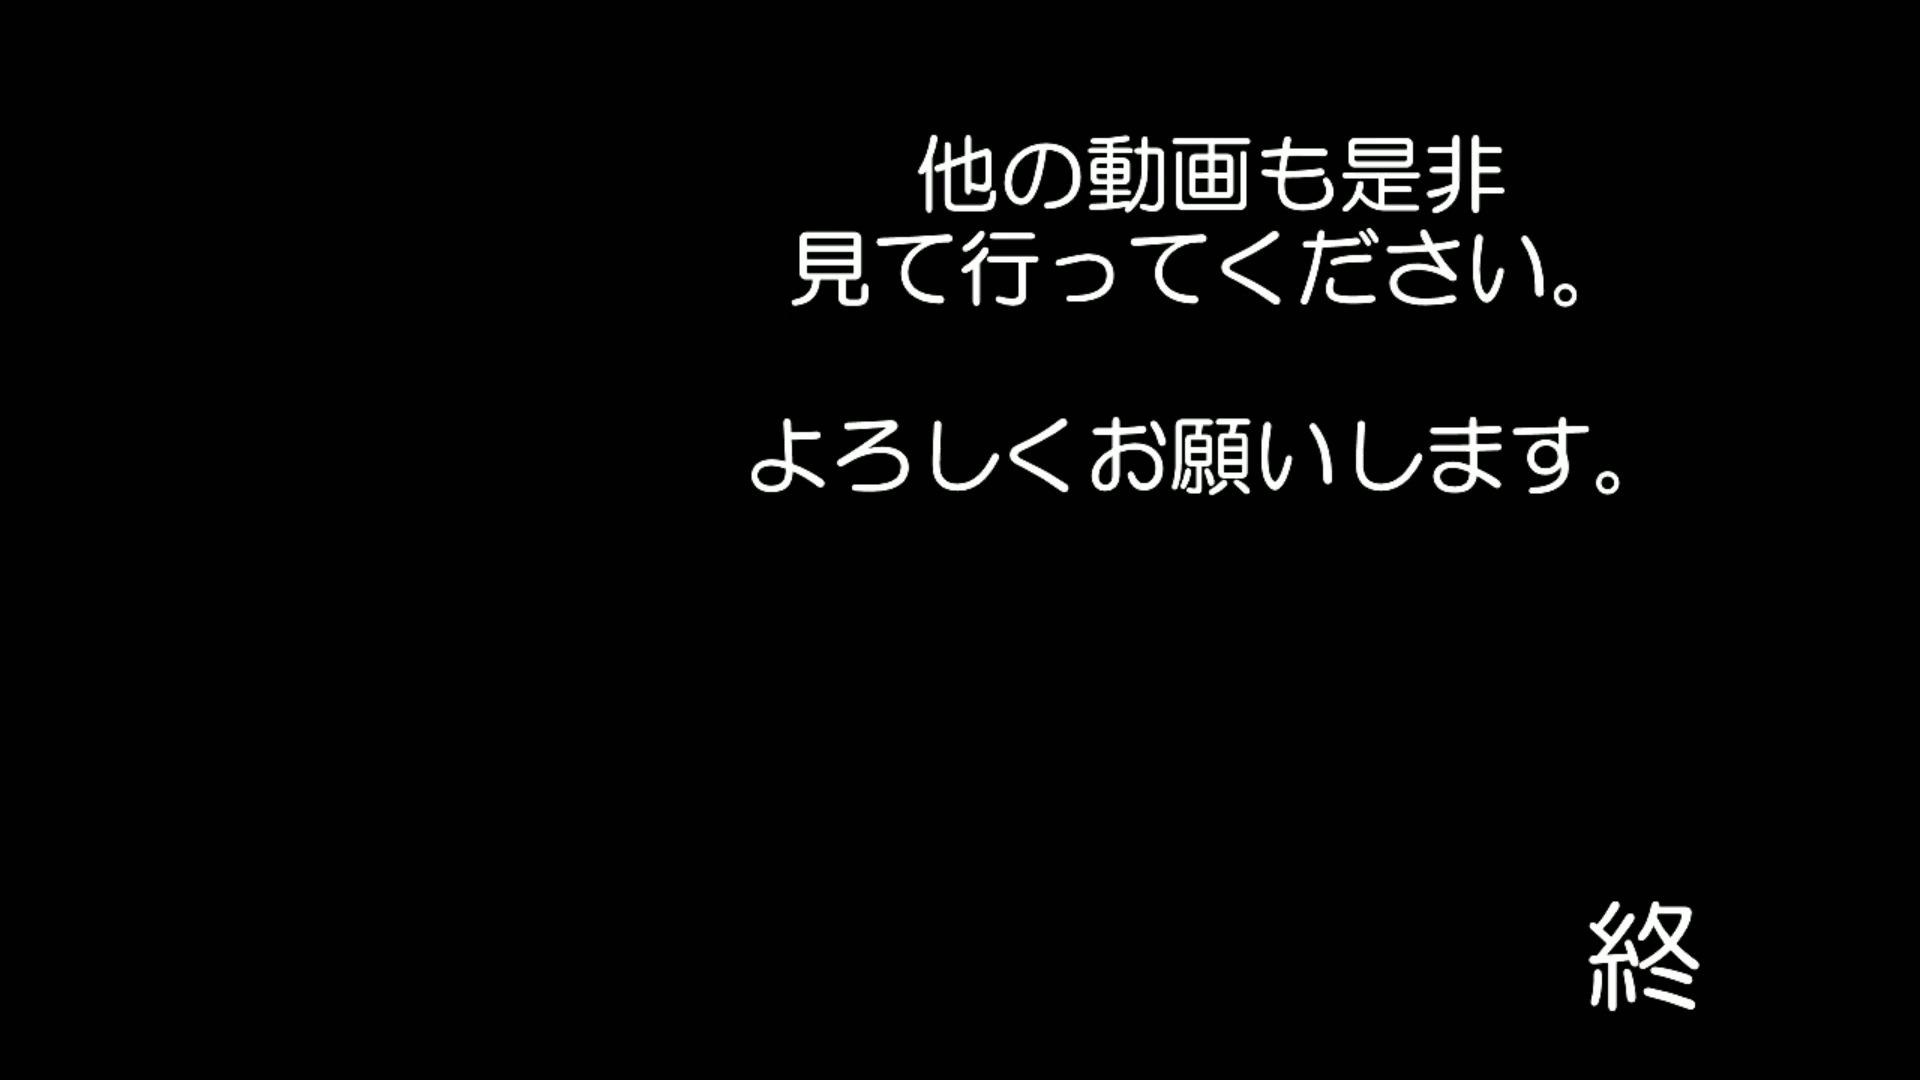 他の動画も是非
見て行ってください。
よろしくお願いします。
終